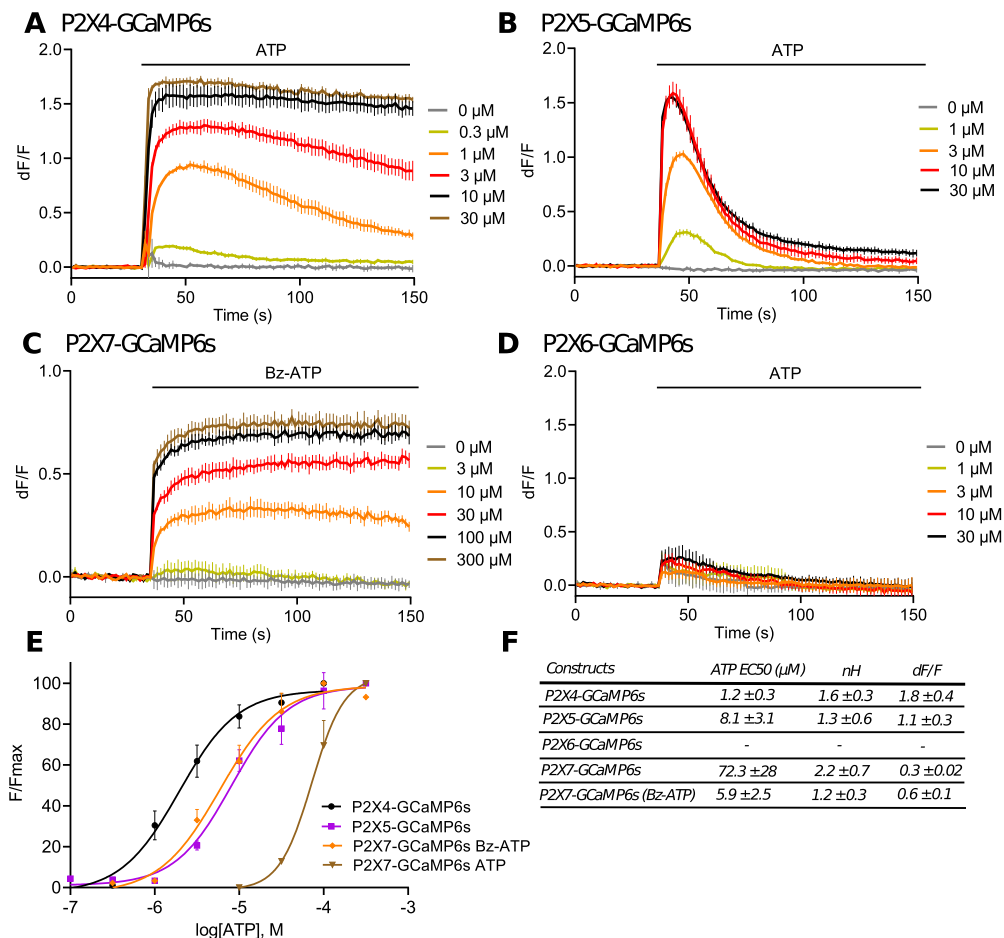 A P2X4-GCaMP6s
ATP
2.0
1.5
1.0
0.5
0.0
dF/F
0 50 100 150
Time (s)
0 µM
0.3 µM
1 µM
3 µM
10 µM
30 µM
B P2X5-GCaMP6s
ATP
2.0
1.5
1.0
0.5
0.0
dF/F
0 50 100 150
Time (s)
0 µM
1 µM
3 µM
10 µM
30 µM
C P2X7-GCaMP6s
Bz-ATP
1.0
0.5
0.0
dF/F
0 50 100 150
Time (s)
0 µM
3 µM
10 µM
30 µM
100 µM
300 µM
D P2X6-GCaMP6s
ATP
2.0
1.5
1.0
0.5
0.0
dF/F
0 50 100 150
Time (s)
0 µM
1 µM
3 µM
10 µM
30 µM
E
100
80
60
40
20
0
F/Fmax
-7 -6 -5 -4 -3
log[ATP], M
P2X4-GCaMP6s
P2X5-GCaMP6s
P2X7-GCaMP6s Bz-ATP
P2X7-GCaMP6s ATP
F
Constructs ATP EC50 (µM) nH dF/F
P2X4-GCaMP6s 1.2 ±0.3 1.6 ±0.3 1.8 ±0.4
P2X5-GCaMP6s 8.1 ±3.1 1.3 ±0.6 1.1 ±0.3
P2X6-GCaMP6s - - -
P2X7-GCaMP6s 72.3 ±28 2.2 ±0.7 0.3 ±0.02
P2X7-GCaMP6s (Bz-ATP) 5.9 ±2.5 1.2 ±0.3 0.6 ±0.1